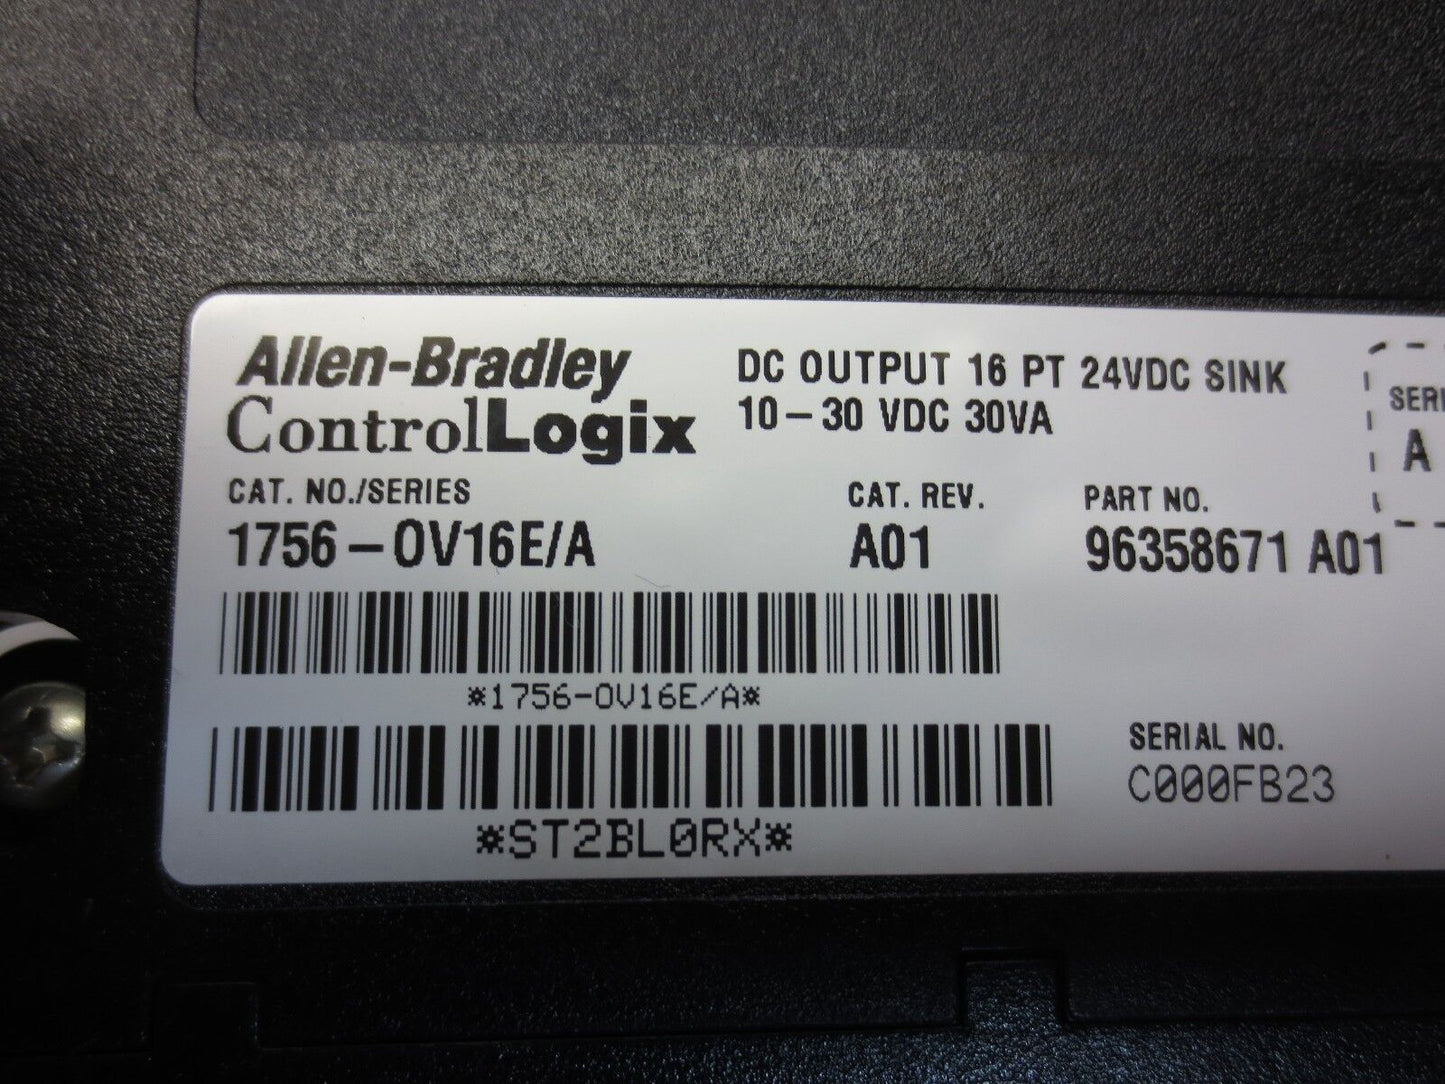 Allen-Bradley
ControlLogix
DC OUTPUT 16 PT 24VDC SINK
10-30 VDC 30VA
A
CAT. NO./SERIES
1756-OV16E/A
CAT. REV.
A01
PART NO.
96358671 A01
*1756-OV16E/A*
*ST2BL0RX*
SERIAL NO.
C000FB23